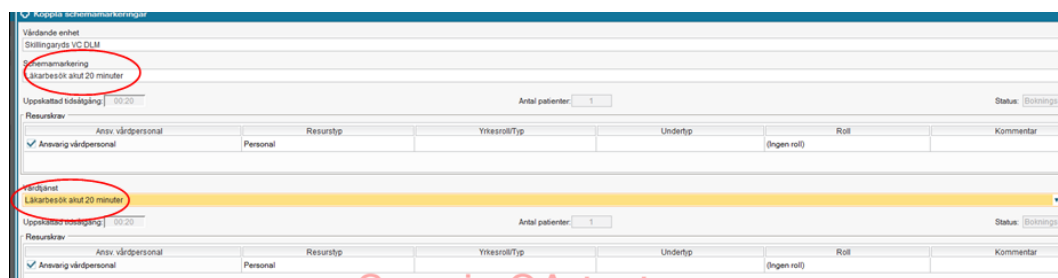 Koppla schemamarkeringar
Vårdande enhet
Skillingaryds VC DLM
Schemamarkering
Läkarbesök akut 20 minuter
Uppskattad tidsåtgång: 00:20 Antal patienter: 1 Status: Boknings
Resurskrav
Ansv. vårdpersonal Resurstyp Yrkesroll/Typ Undertyp Roll Kommentar
Ansvarig vårdpersonal Personal (Ingen roll)
Vårdtjänst
Läkarbesök akut 20 minuter
Uppskattad tidsåtgång: 00:20 Antal patienter: 1 Status: Boknings
Resurskrav
Ansv. vårdpersonal Resurstyp Yrkesroll/Typ Undertyp Roll Kommentar
Ansvarig vårdpersonal Personal (Ingen roll)